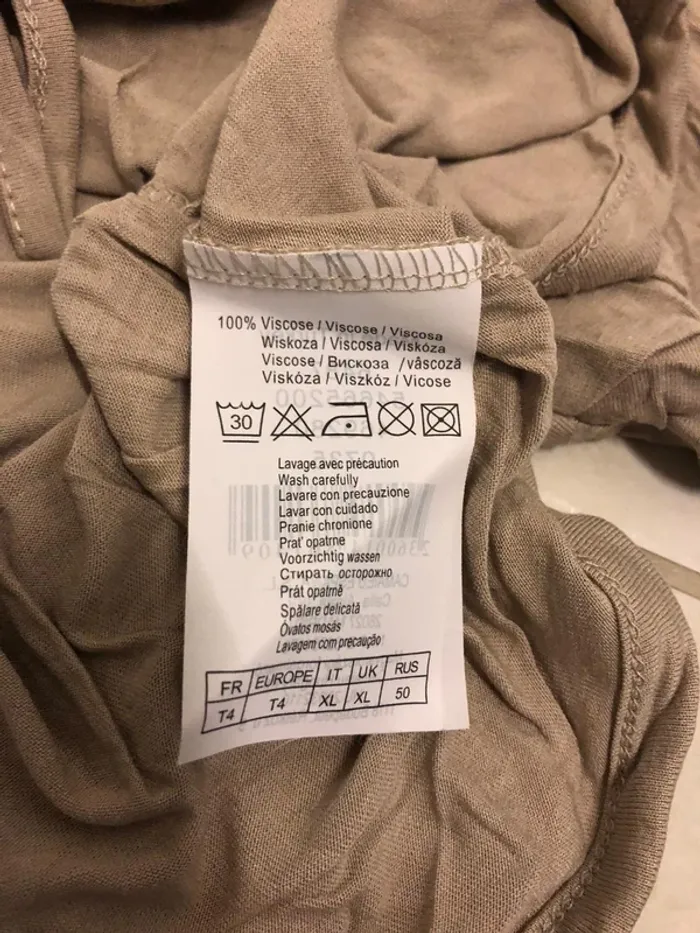 100% Viscose / Viscose / Viscosa
Wiskoza / Viscosa / Viskóza
Viscose / Вискоза / vâscoză
Viskóza / Viszkóz / Vicose
30
Lavage avec précaution
Wash carefully
Lavare con precauzione
Lavar con cuidado
Pranie chronione
Prat' opatrne
Voorzichtig wassen
Стирать осторожно
Prát opatrně
Spălare delicată
Óvatos mosás
Lavagem com precaução
FR EUROPE IT UK RUS
T4 T4 XL XL 50